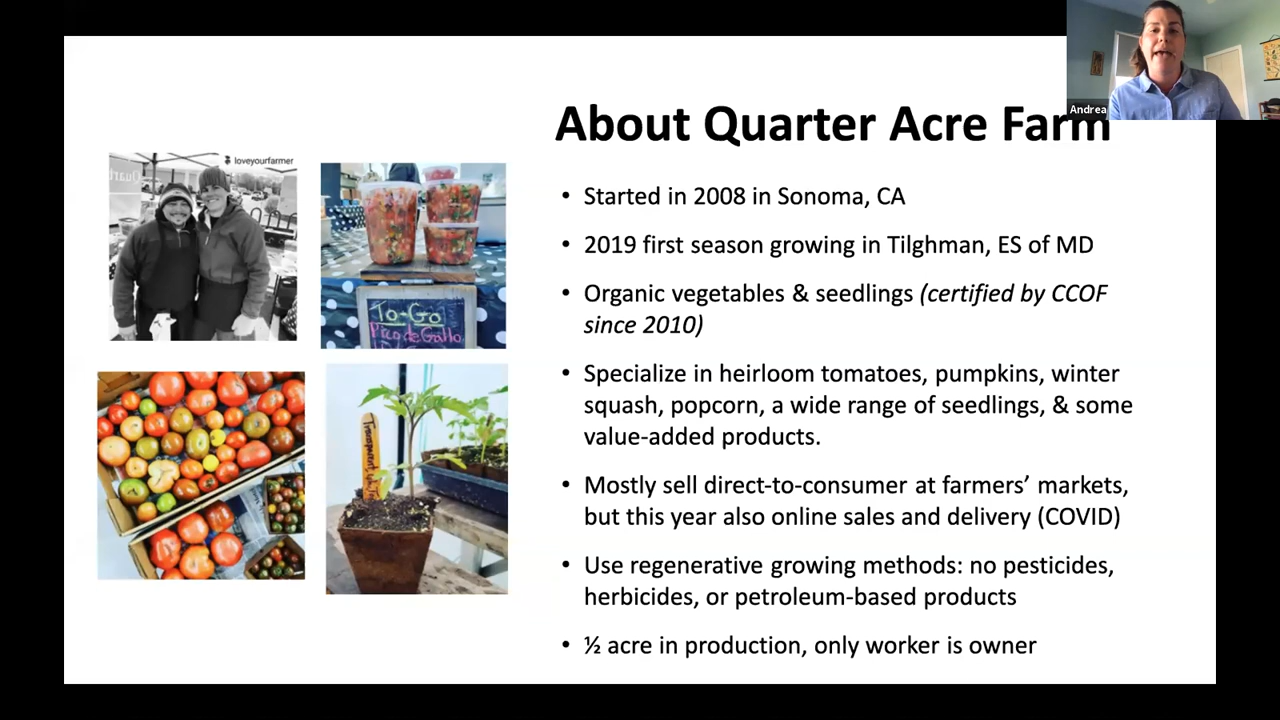 Andrea
About Quarter Acre Farm
loveyourfarmer
• Started in 2008 in Sonoma, CA
• 2019 first season growing in Tilghman, ES of MD
• Organic vegetables & seedlings (certified by CCOF
since 2010)
• Specialize in heirloom tomatoes, pumpkins, winter
squash, popcorn, a wide range of seedlings, & some
value-added products.
• Mostly sell direct-to-consumer at farmers’ markets,
but this year also online sales and delivery (COVID)
• Use regenerative growing methods: no pesticides,
herbicides, or petroleum-based products
• ½ acre in production, only worker is owner
To-Go
Pico de Gallo